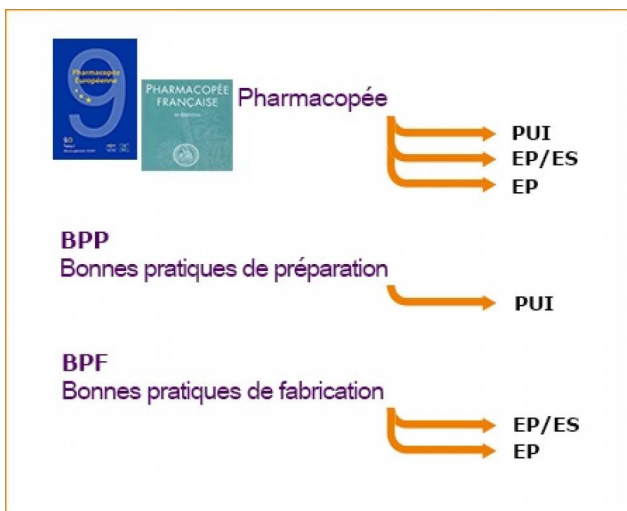 9
Pharmacopée
Européenne
PHARMACOPÉE
FRANÇAISE
Pharmacopée
PUI
EP/ES
EP
BPP
Bonnes pratiques de préparation
PUI
BPF
Bonnes pratiques de fabrication
EP/ES
EP